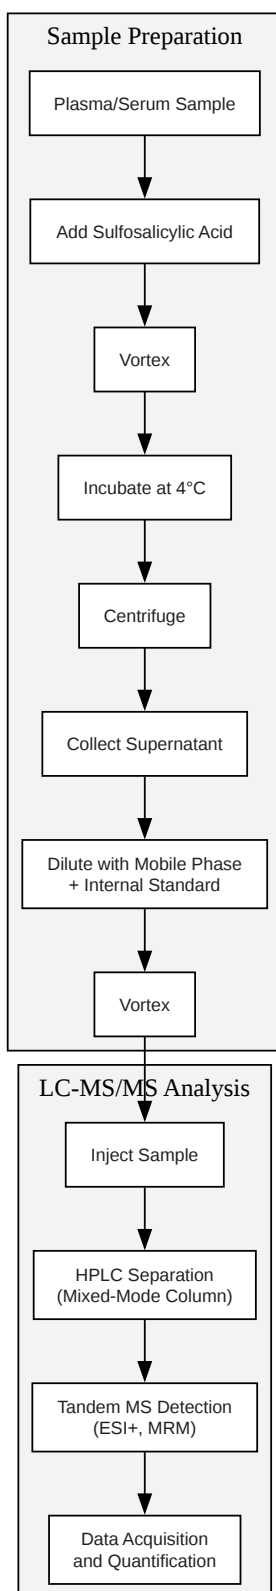 Sample Preparation
Plasma/Serum Sample
Add Sulfosalicylic Acid
Vortex
Incubate at 4°C
Centrifuge
Collect Supernatant
Dilute with Mobile Phase
+ Internal Standard
Vortex
LC-MS/MS Analysis
Inject Sample
HPLC Separation
(Mixed-Mode Column)
Tandem MS Detection
(ESI+, MRM)
Data Acquisition
and Quantification